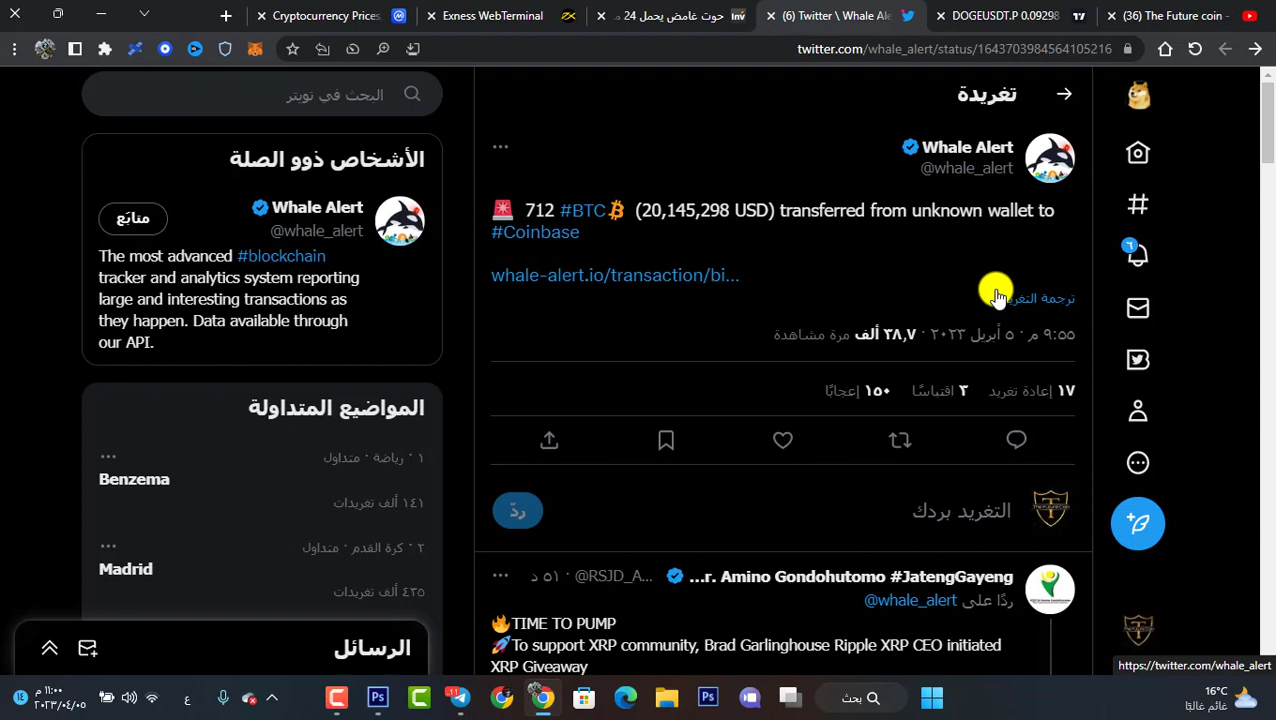 Cryptocurrency Prices,
Exness WebTerminal
حوت غامض يحمل 24 م
(6) Twitter \ Whale Ale
DOGEUSDT.P 0.09298
(36) The Future coin -
twitter.com/whale_alert/status/1643703984564105216
البحث في تويتر
الأشخاص ذوو الصلة
Whale Alert
@whale_alert
متابَع
The most advanced #blockchain
tracker and analytics system reporting
large and interesting transactions as
they happen. Data available through
our API.
المواضيع المتداولة
١ · رياضة · متداول
Benzema
١٤١ ألف تغريدات
٢ · كرة القدم · متداول
Madrid
٤٣٥ ألف تغريدات
الرسائل
تغريدة
Whale Alert
@whale_alert
🚨 712 #BTC (20,145,298 USD) transferred from unknown wallet to
#Coinbase
whale-alert.io/transaction/bi...
ترجمة التغريدة
٩:٥٥ م · ٥ أبريل ٢٠٢٣ · ٣٨٫٧ ألف مرة مشاهدة
١٧ إعادة تغريد ٣ اقتباسًا ١٥٠ إعجابًا
التغريد بردك
ردّ
...r. Amino Gondohutomo #JatengGayeng @RSJD_A... · ٥١ د
ردًا على @whale_alert
🔥TIME TO PUMP
🚀To support XRP community, Brad Garlinghouse Ripple XRP CEO initiated
XRP Giveaway
٦
https://twitter.com/whale_alert
١١:٠٠ م
٢٠٢٣/٠٤/٠٥
ع
بحث
16°C
غائم غالبًا